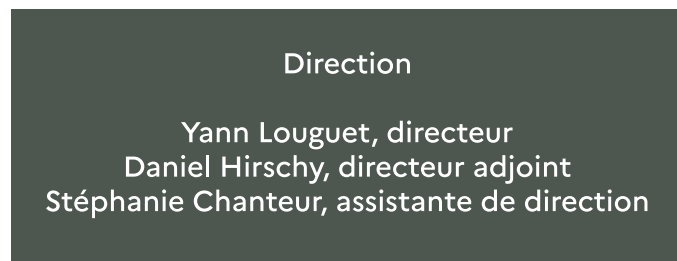 Direction
Yann Louguet, directeur
Daniel Hirschy, directeur adjoint
Stéphanie Chanteur, assistante de direction